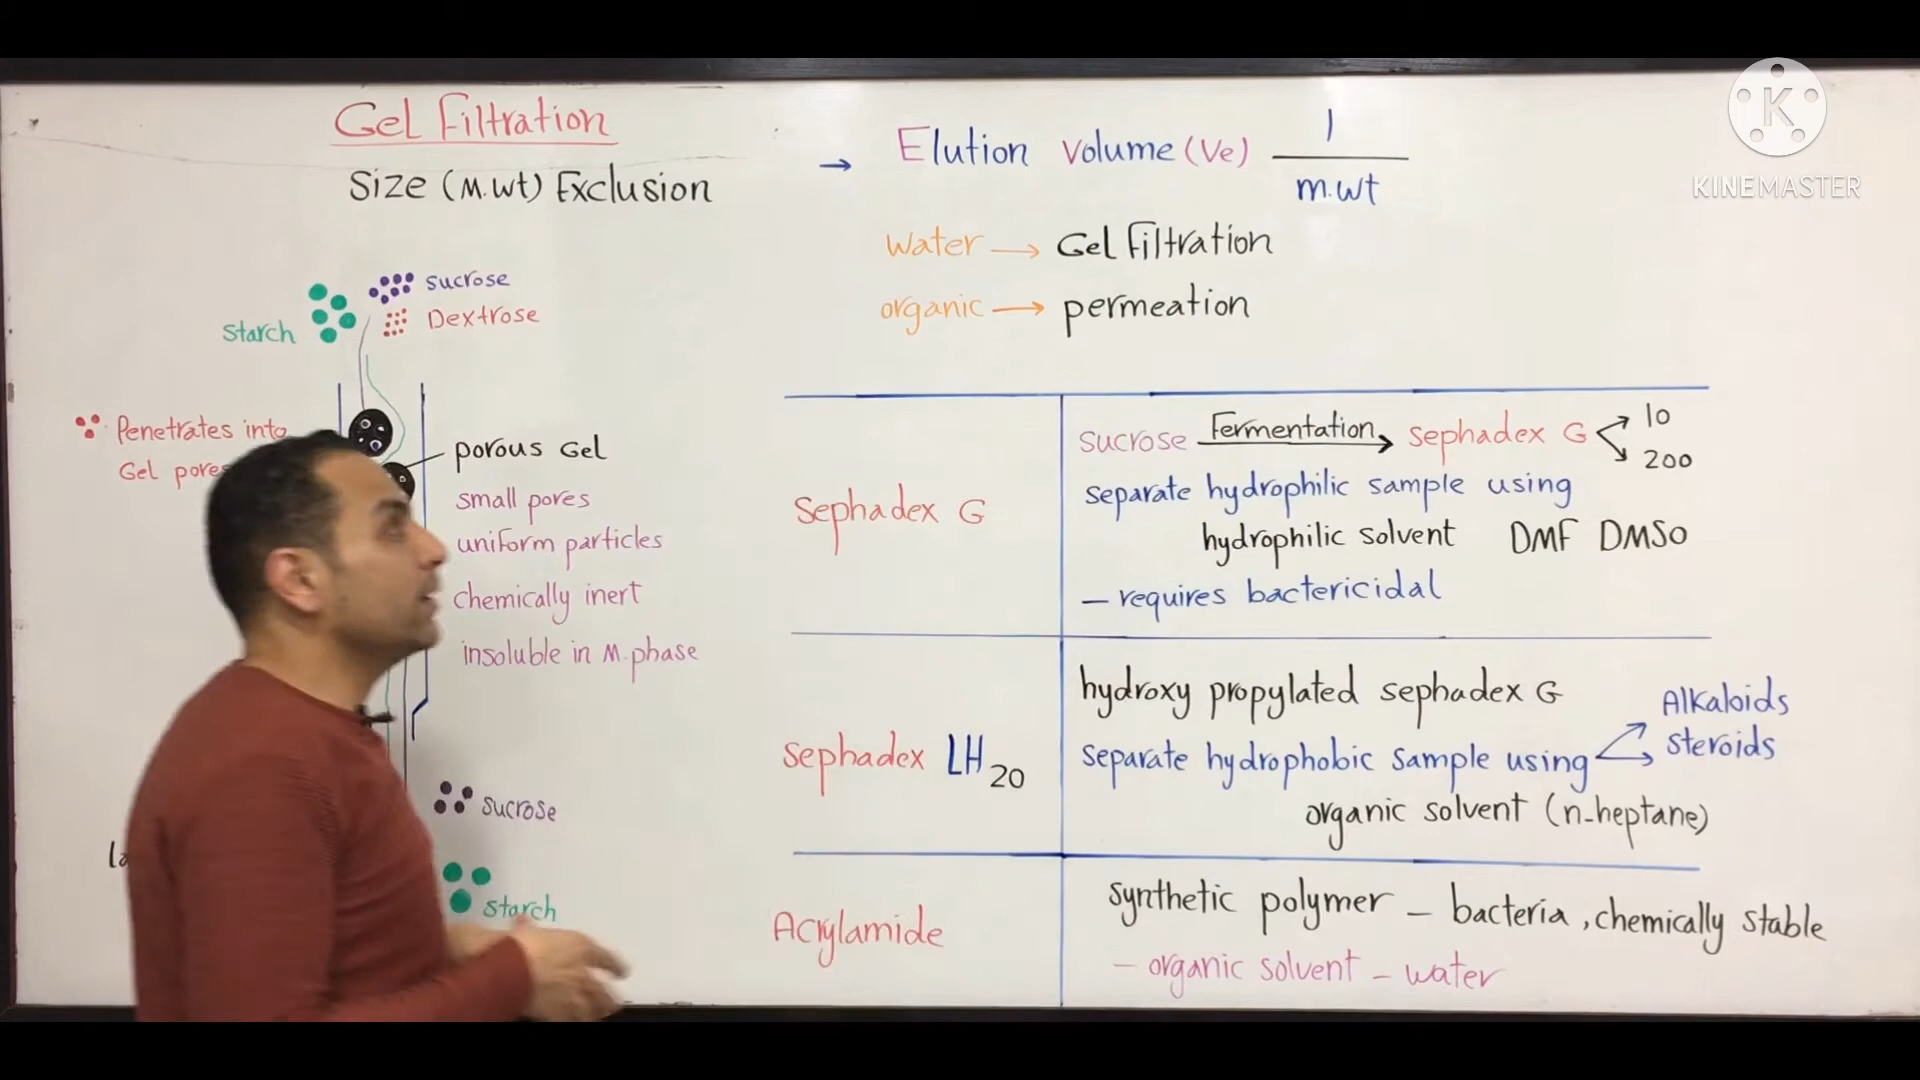 Gel Filtration
Size (M.wt) Exclusion
sucrose
Dextrose
starch
Penetrates into
Gel pores
porous Gel
small pores
uniform particles
chemically inert
insoluble in M.phase
sucrose
starch
→ Elution volume (Ve) 1
m.wt
water → Gel filtration
organic → permeation
Sephadex G
sucrose Fermentation → sephadex G 10
200
separate hydrophilic sample using
hydrophilic solvent DMF DMSO
- requires bactericidal
sephadex LH20
hydroxy propylated sephadex G
Alkaloids
steroids
separate hydrophobic sample using
organic solvent (n-heptane)
Acrylamide
synthetic polymer - bacteria, chemically stable
- organic solvent - water
K
KINEMASTER